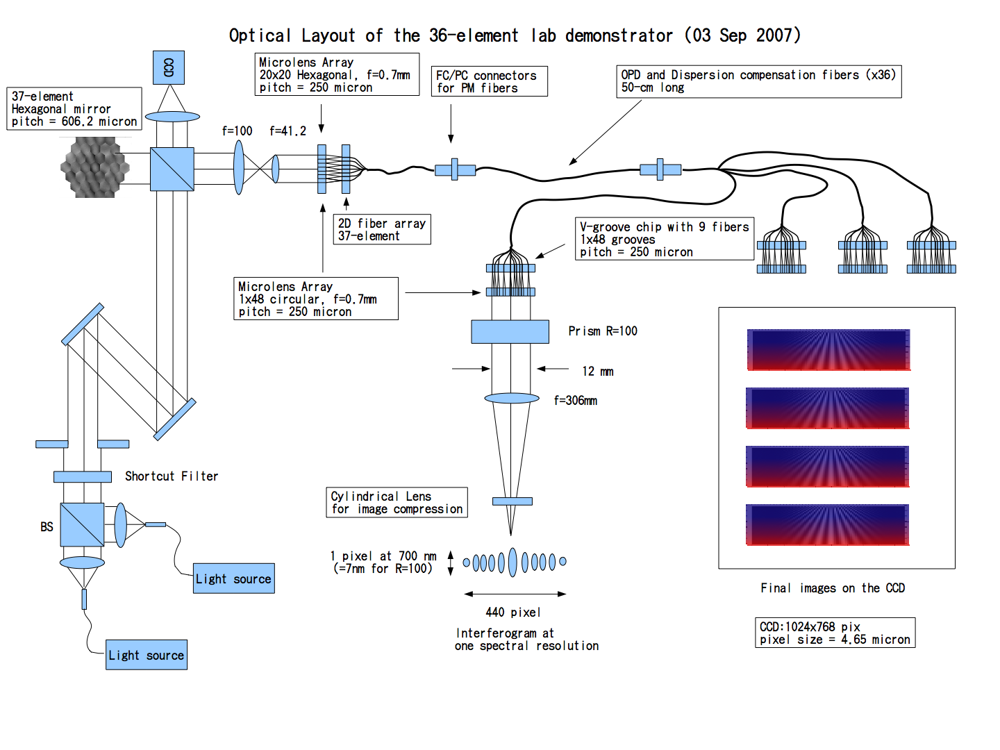 Optical Layout of the 36-element lab demonstrator (03 Sep 2007)
CCD
Microlens Array
20x20 Hexagonal, f=0.7mm
pitch = 250 micron
FC/PC connectors
for PM fibers
OPD and Dispersion compensation fibers (x36)
50-cm long
37-element
Hexagonal mirror
pitch = 606.2 micron
f=100
f=41.2
2D fiber array
37-element
V-groove chip with 9 fibers
1x48 grooves
pitch = 250 micron
Microlens Array
1x48 circular, f=0.7mm
pitch = 250 micron
Prism R=100
12 mm
f=306mm
Shortcut Filter
Cylindrical Lens
for image compression
BS
1 pixel at 700 nm
(=7nm for R=100)
Light source
Final images on the CCD
440 pixel
Interferogram at
one spectral resolution
CCD:1024x768 pix
pixel size = 4.65 micron
Light source